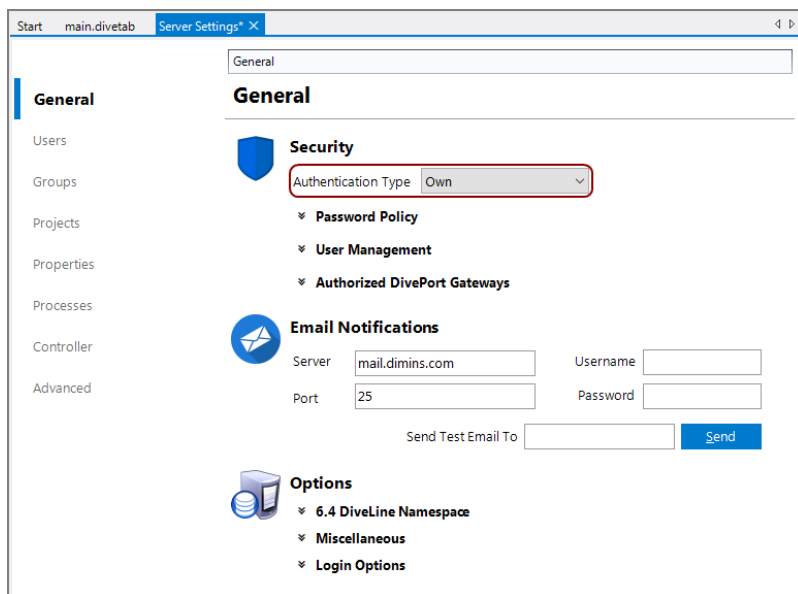 Start main.divetab Server Settings*
General
General
General
Users
Groups
Projects
Properties
Processes
Controller
Advanced
Security
Authentication Type Own
Password Policy
User Management
Authorized DivePort Gateways
Email Notifications
Server mail.dimins.com Username
Port 25 Password
Send Test Email To Send
Options
6.4 DiveLine Namespace
Miscellaneous
Login Options